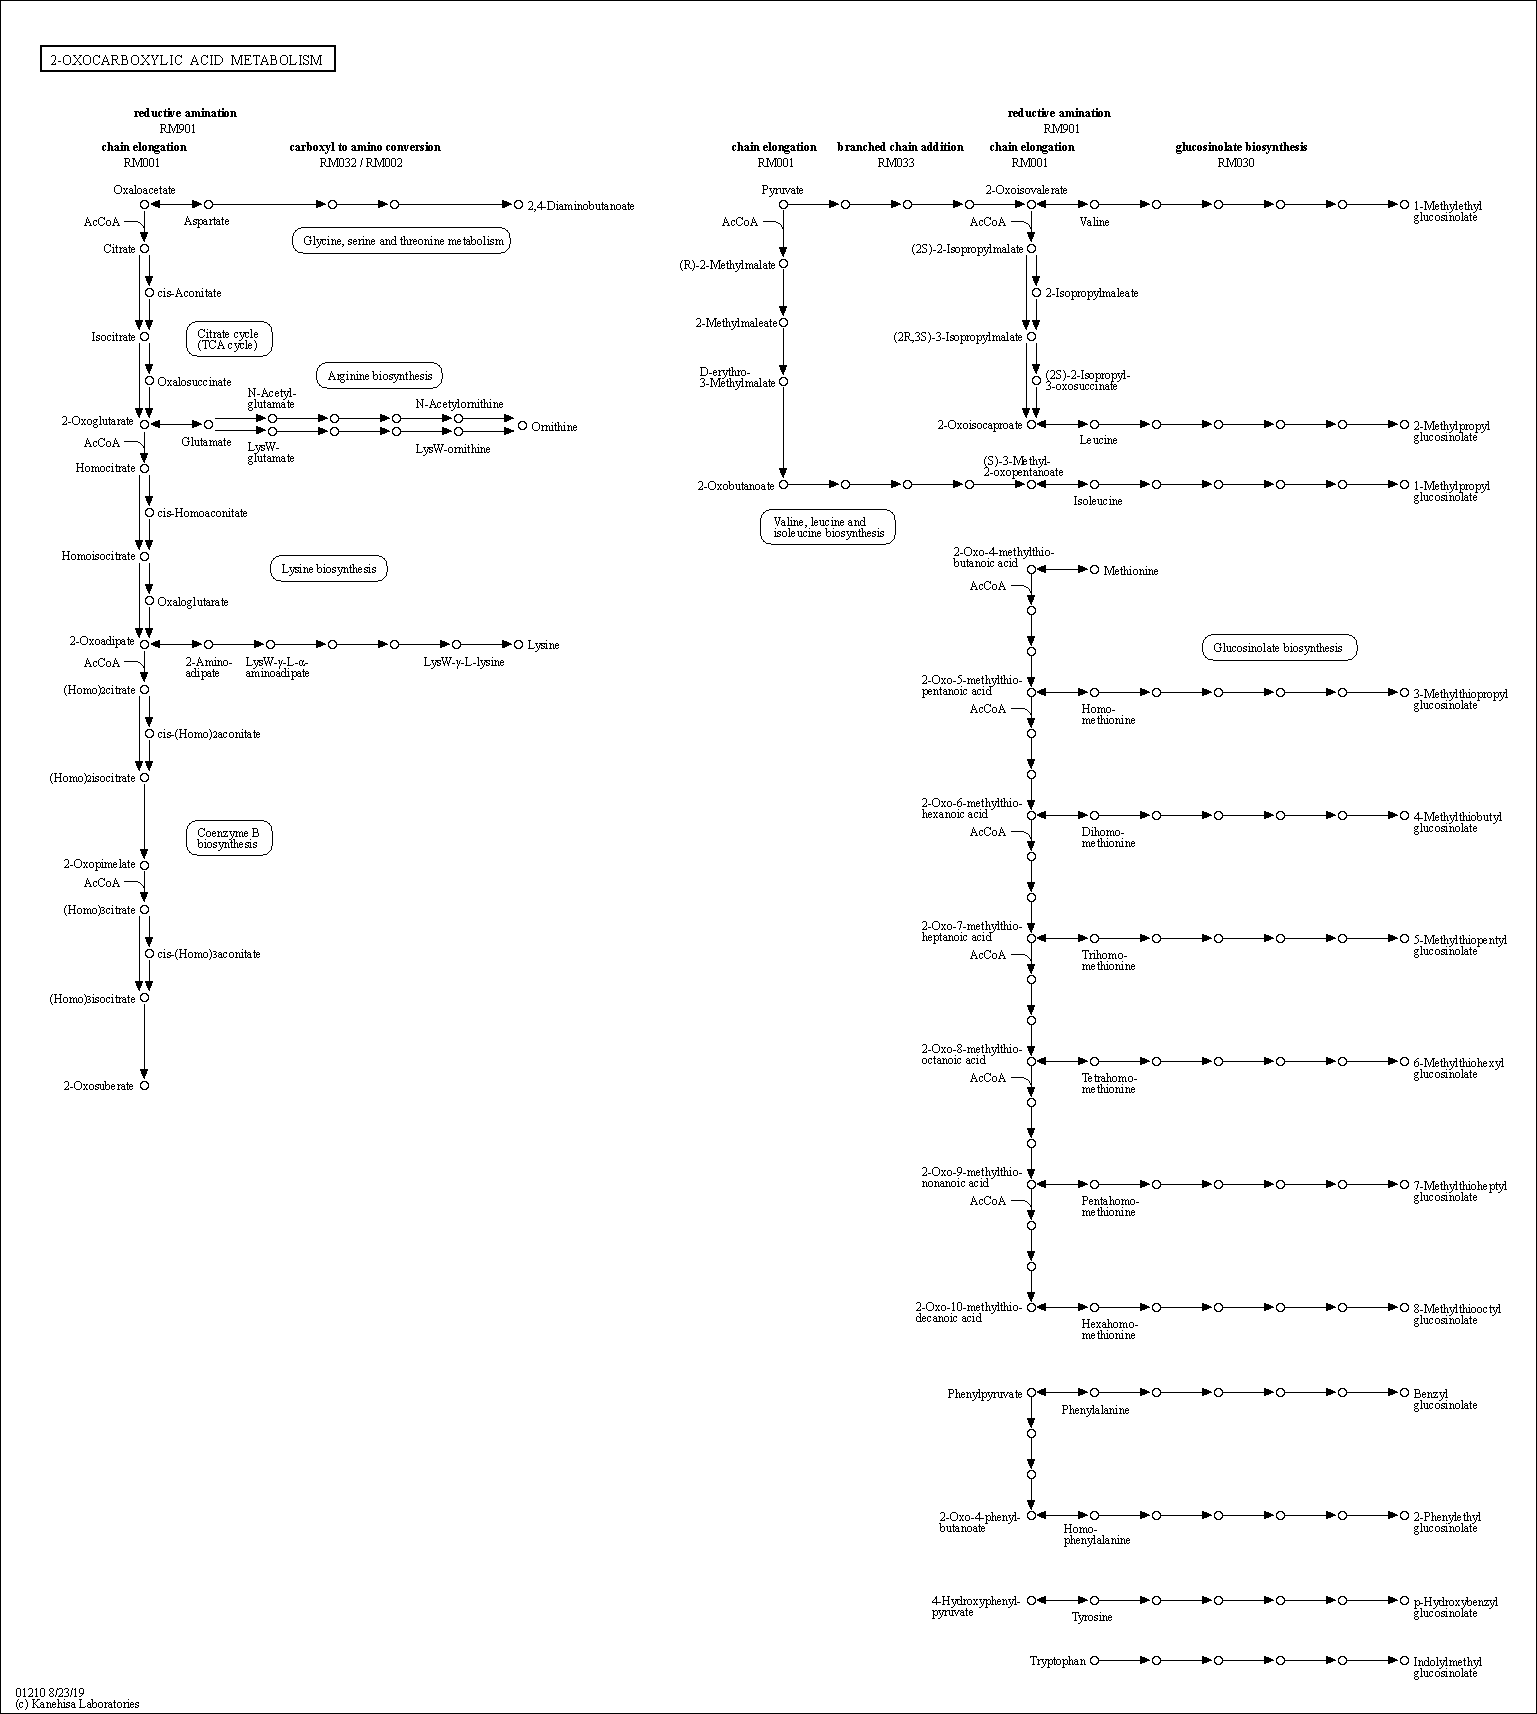 2-OXOCARBOXYLIC ACID METABOLISM
reductive amination
RM901
chain elongation
RM001
carboxyl to amino conversion
RM032 / RM002
Oxaloacetate
AcCoA
Aspartate
2,4-Diaminobutanoate
Glycine, serine and threonine metabolism
Citrate
cis-Aconitate
Isocitrate
Citrate cycle
(TCA cycle)
Oxalosuccinate
Arginine biosynthesis
N-Acetyl-
glutamate
N-Acetylornithine
2-Oxoglutarate
Ornithine
AcCoA
Glutamate
LysW-
glutamate
LysW-ornithine
Homocitrate
cis-Homoaconitate
Homoisocitrate
Lysine biosynthesis
Oxaloglutarate
2-Oxoadipate
Lysine
AcCoA
2-Amino-
adipate
LysW-γ-L-α-
aminoadipate
LysW-γ-L-lysine
(Homo)2citrate
cis-(Homo)2aconitate
(Homo)2isocitrate
Coenzyme B
biosynthesis
2-Oxopimelate
AcCoA
(Homo)3citrate
cis-(Homo)3aconitate
(Homo)3isocitrate
2-Oxosuberate
reductive amination
RM901
chain elongation
RM001
branched chain addition
RM033
chain elongation
RM001
glucosinolate biosynthesis
RM030
Pyruvate
2-Oxoisovalerate
AcCoA
AcCoA
Valine
1-Methylethyl
glucosinolate
(R)-2-Methylmalate
(2S)-2-Isopropylmalate
2-Isopropylmaleate
2-Methylmaleate
(2R,3S)-3-Isopropylmalate
D-erythro-
3-Methylmalate
(2S)-2-Isopropyl-
3-oxosuccinate
2-Oxoisocaproate
Leucine
2-Methylpropyl
glucosinolate
(S)-3-Methyl-
2-oxopentanoate
2-Oxobutanoate
Isoleucine
1-Methylpropyl
glucosinolate
Valine, leucine and
isoleucine biosynthesis
2-Oxo-4-methylthio-
butanoic acid
Methionine
AcCoA
Glucosinolate biosynthesis
2-Oxo-5-methylthio-
pentanoic acid
AcCoA
Homo-
methionine
3-Methylthiopropyl
glucosinolate
2-Oxo-6-methylthio-
hexanoic acid
AcCoA
Dihomo-
methionine
4-Methylthiobutyl
glucosinolate
2-Oxo-7-methylthio-
heptanoic acid
AcCoA
Trihomo-
methionine
5-Methylthiopentyl
glucosinolate
2-Oxo-8-methylthio-
octanoic acid
AcCoA
Tetrahomo-
methionine
6-Methylthiohexyl
glucosinolate
2-Oxo-9-methylthio-
nonanoic acid
AcCoA
Pentahomo-
methionine
7-Methylthioheptyl
glucosinolate
2-Oxo-10-methylthio-
decanoic acid
Hexahomo-
methionine
8-Methylthiooctyl
glucosinolate
Phenylpyruvate
Phenylalanine
Benzyl
glucosinolate
2-Oxo-4-phenyl-
butanoate
Homo-
phenylalanine
2-Phenylethyl
glucosinolate
4-Hydroxyphenyl-
pyruvate
Tyrosine
p-Hydroxybenzyl
glucosinolate
Tryptophan
Indolylmethyl
glucosinolate
01210 8/23/19
(c) Kanehisa Laboratories